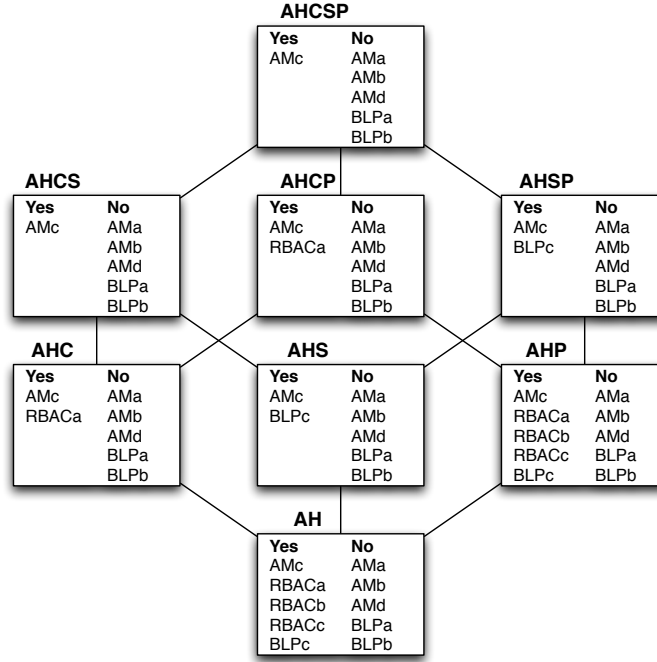 AHCSP
Yes No
AMc AMa
AMb
AMd
BLPa
BLPb
AHCS
Yes No
AMc AMa
AMb
AMd
BLPa
BLPb
AHCP
Yes No
AMc AMa
RBACa AMb
AMd
BLPa
BLPb
AHSP
Yes No
AMc AMa
BLPc AMb
AMd
BLPa
BLPb
AHC
Yes No
AMc AMa
RBACa AMb
AMd
BLPa
BLPb
AHS
Yes No
AMc AMa
BLPc AMb
AMd
BLPa
BLPb
AHP
Yes No
AMc AMa
RBACa AMb
RBACb AMd
RBACc BLPa
BLPc BLPb
AH
Yes No
AMc AMa
RBACa AMb
RBACb AMd
RBACc BLPa
BLPc BLPb